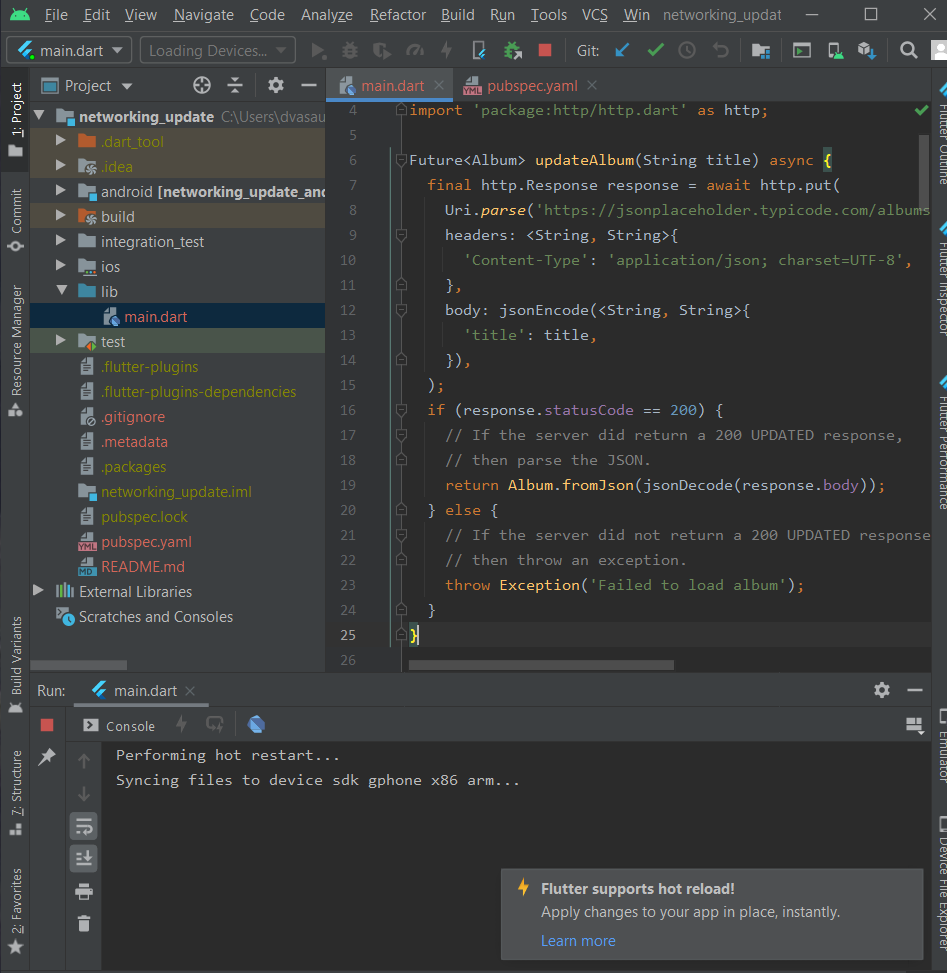 File Edit View Navigate Code Analyze Refactor Build Run Tools VCS Win networking_updat
main.dart Loading Devices... Git:
Project
main.dart
pubspec.yaml
1: Project
Commit
Resource Manager
Build Variants
7: Structure
2: Favorites
networking_update C:\Users\dvasau
.dart_tool
.idea
android [networking_update_and
build
integration_test
ios
lib
main.dart
test
.flutter-plugins
.flutter-plugins-dependencies
.gitignore
.metadata
.packages
networking_update.iml
pubspec.lock
pubspec.yaml
README.md
External Libraries
Scratches and Consoles
4 import 'package:http/http.dart' as http;
5
6 Future<Album> updateAlbum(String title) async {
7 final http.Response response = await http.put(
8 Uri.parse('https://jsonplaceholder.typicode.com/albums
9 headers: <String, String>{
10 'Content-Type': 'application/json; charset=UTF-8',
11 },
12 body: jsonEncode(<String, String>{
13 'title': title,
14 }),
15 );
16 if (response.statusCode == 200) {
17 // If the server did return a 200 UPDATED response,
18 // then parse the JSON.
19 return Album.fromJson(jsonDecode(response.body));
20 } else {
21 // If the server did not return a 200 UPDATED response
22 // then throw an exception.
23 throw Exception('Failed to load album');
24 }
25 }
26
Flutter Outline
Flutter Inspector
Flutter Performance
Emulator
Device File Explorer
Run: main.dart
Console
Performing hot restart...
Syncing files to device sdk gphone x86 arm...
Flutter supports hot reload!
Apply changes to your app in place, instantly.
Learn more
YML
YML
MD